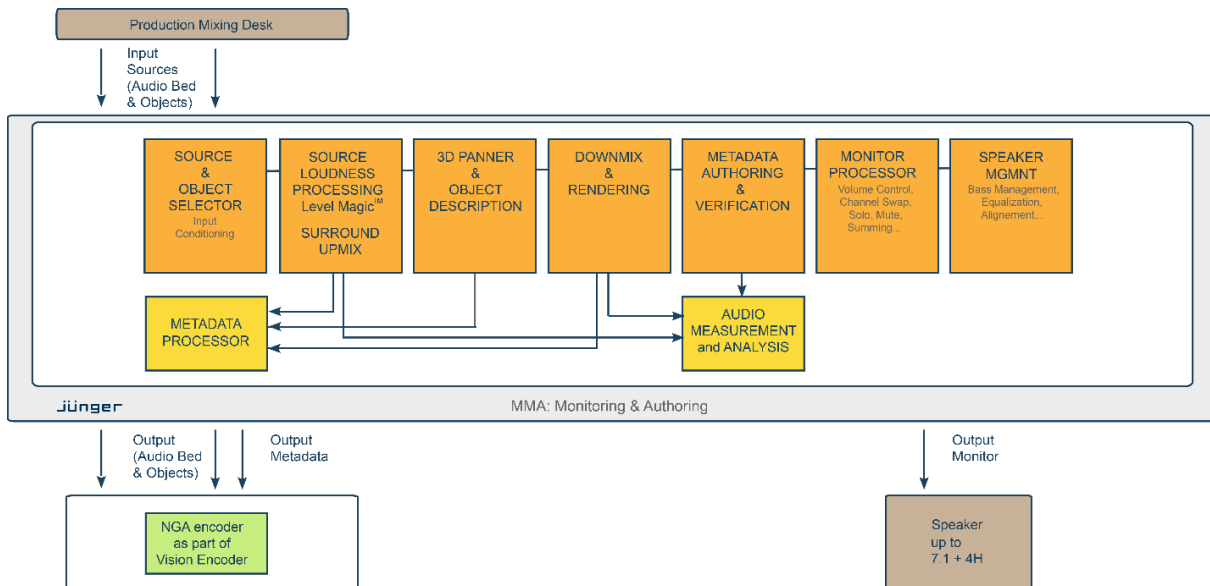 Production Mixing Desk
Input
Sources
(Audio Bed
& Objects)
SOURCE
&
OBJECT
SELECTOR
Input
Conditioning
SOURCE
LOUDNESS
PROCESSING
Level Magic™
SURROUND
UPMIX
3D PANNER
&
OBJECT
DESCRIPTION
DOWNMIX
&
RENDERING
METADATA
AUTHORING
&
VERIFICATION
MONITOR
PROCESSOR
Volume Control,
Channel Swap,
Solo, Mute,
Summing...
SPEAKER
MGMNT
Bass Management,
Equalization,
Alignement...
METADATA
PROCESSOR
AUDIO
MEASUREMENT
and ANALYSIS
jünger
MMA: Monitoring & Authoring
Output
(Audio Bed
& Objects)
Output
Metadata
Output
Monitor
NGA encoder
as part of
Vision Encoder
Speaker
up to
7.1 + 4H